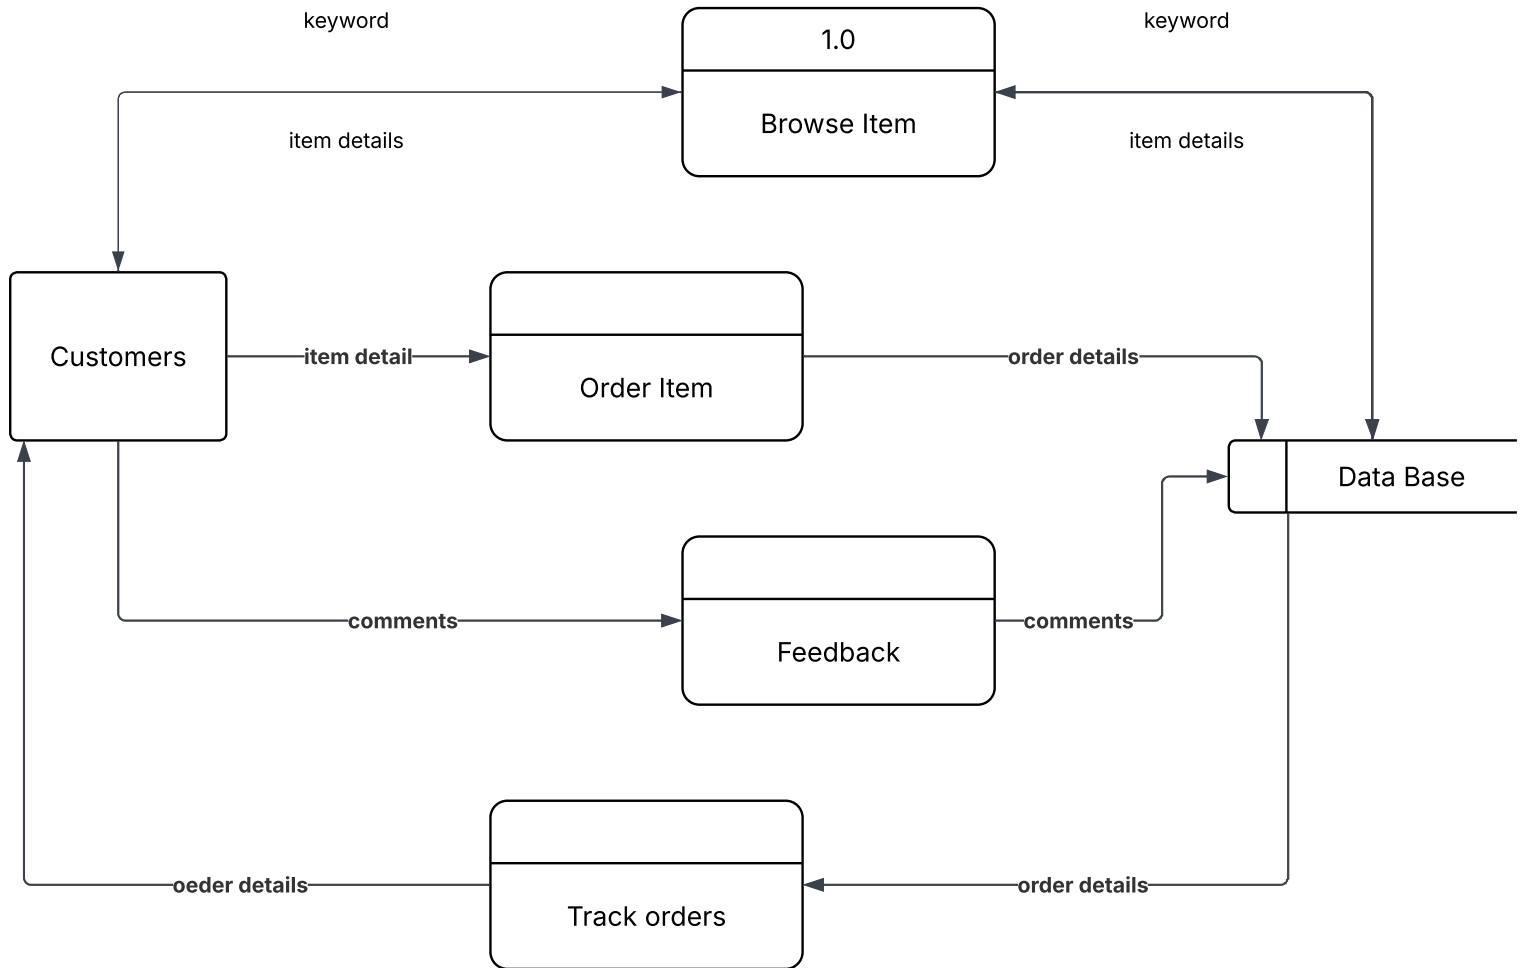 keyword
keyword
1.0
Browse Item
item details
item details
Customers
item detail
Order Item
order details
Data Base
comments
Feedback
comments
oeder details
Track orders
order details